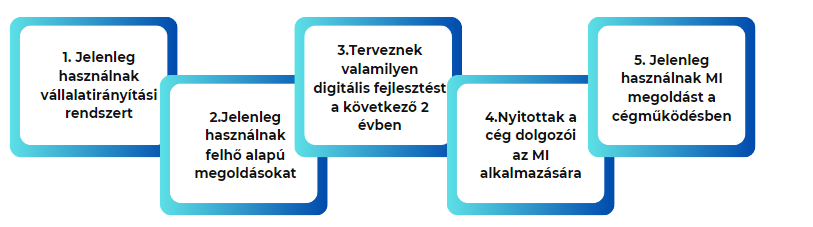 1. Jelenleg
használnak
vállalatirányítási
rendszert
2.Jelenleg
használnak
felhő alapú
megoldásokat
3.Terveznek
valamilyen
digitális fejlesztést
a következő 2
évben
4.Nyitottak a
cég dolgozói
az MI
alkalmazására
5. Jelenleg
használnak MI
megoldást a
cégműködésben